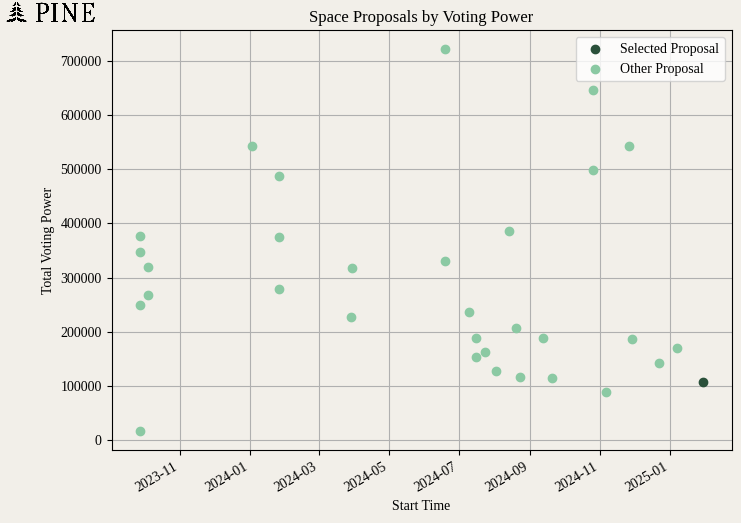 PINE
Space Proposals by Voting Power
Selected Proposal
Other Proposal
Total Voting Power
700000
600000
500000
400000
300000
200000
100000
0
2023-11
2024-01
2024-03
2024-05
2024-07
2024-09
2024-11
2025-01
Start Time